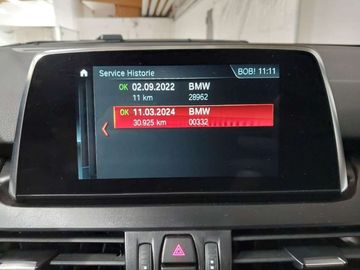 Service Historie BOB! 11:11
OK 02.09.2022 BMW
11 km 28962
OK 11.03.2024 BMW
30.925 km 00332